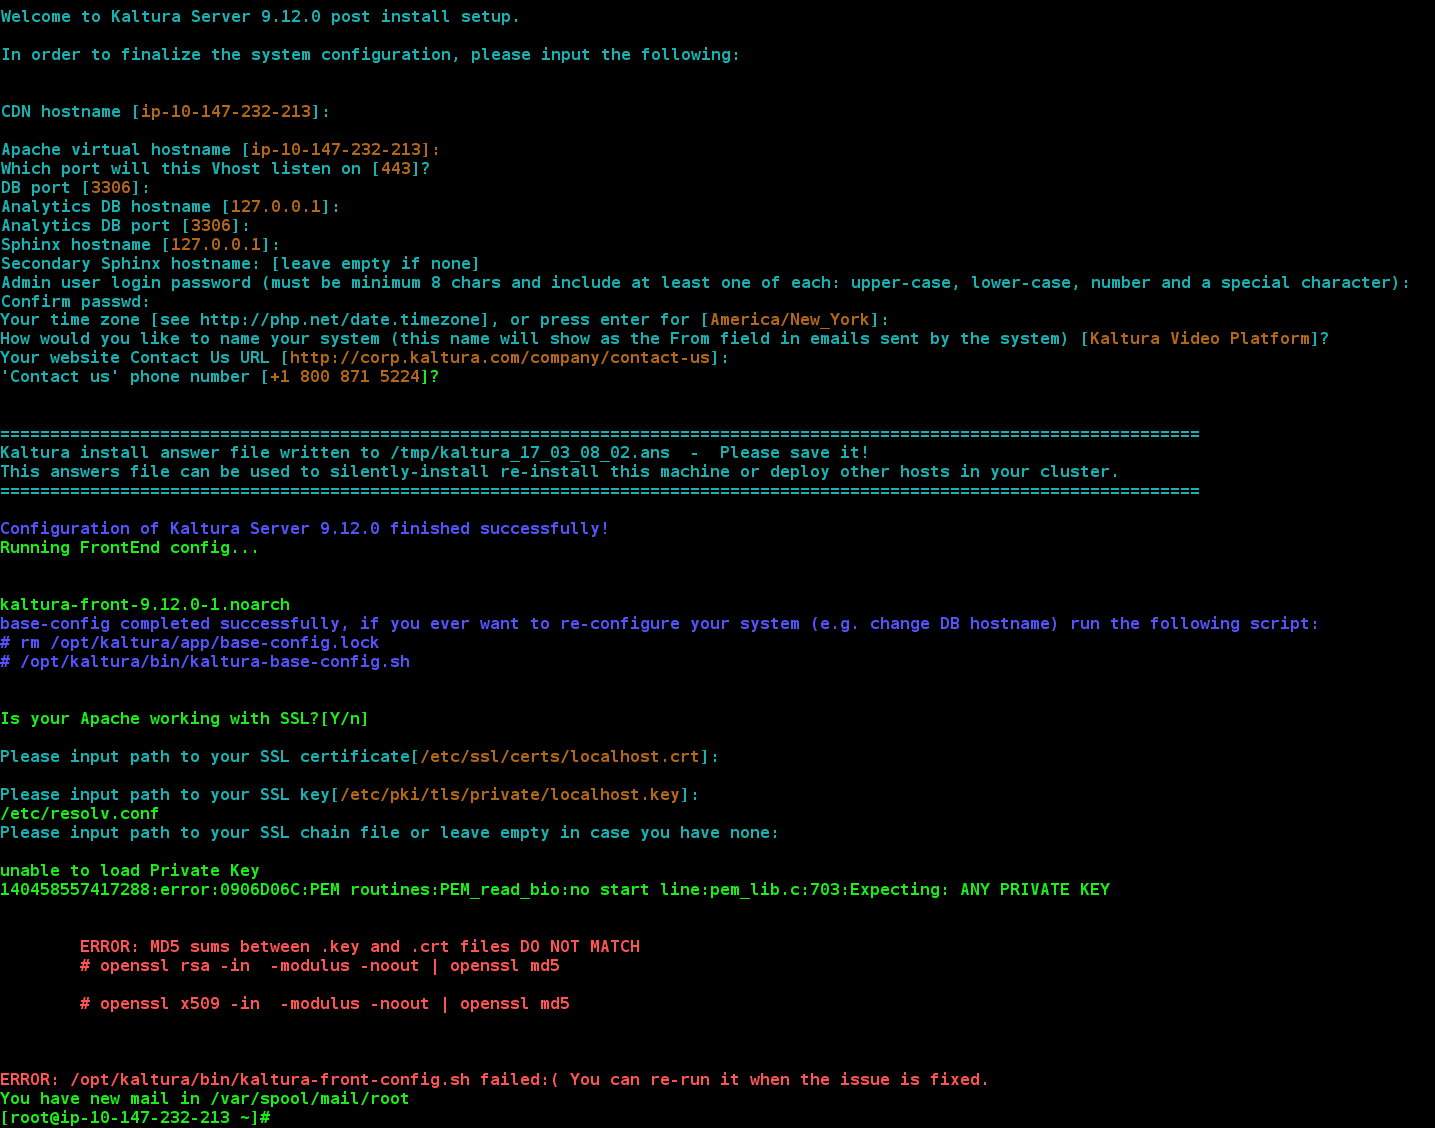 Welcome to Kaltura Server 9.12.0 post install setup.
In order to finalize the system configuration, please input the following:
CDN hostname [ip-10-147-232-213]:
Apache virtual hostname [ip-10-147-232-213]:
Which port will this Vhost listen on [443]?
DB port [3306]:
Analytics DB hostname [127.0.0.1]:
Analytics DB port [3306]:
Sphinx hostname [127.0.0.1]:
Secondary Sphinx hostname: [leave empty if none]
Admin user login password (must be minimum 8 chars and include at least one of each: upper-case, lower-case, number and a special character):
Confirm passwd:
Your time zone [see http://php.net/date.timezone], or press enter for [America/New_York]:
How would you like to name your system (this name will show as the From field in emails sent by the system) [Kaltura Video Platform]?
Your website Contact Us URL [http://corp.kaltura.com/company/contact-us]:
'Contact us' phone number [+1 800 871 5224]?
========================================================================================================================
Kaltura install answer file written to /tmp/kaltura_17_03_08_02.ans  -  Please save it!
This answers file can be used to silently-install re-install this machine or deploy other hosts in your cluster.
========================================================================================================================
Configuration of Kaltura Server 9.12.0 finished successfully!
Running FrontEnd config...
kaltura-front-9.12.0-1.noarch
base-config completed successfully, if you ever want to re-configure your system (e.g. change DB hostname) run the following script:
# rm /opt/kaltura/app/base-config.lock
# /opt/kaltura/bin/kaltura-base-config.sh
Is your Apache working with SSL?[Y/n]
Please input path to your SSL certificate[/etc/ssl/certs/localhost.crt]:
Please input path to your SSL key[/etc/pki/tls/private/localhost.key]:
/etc/resolv.conf
Please input path to your SSL chain file or leave empty in case you have none:
unable to load Private Key
140458557417288:error:0906D06C:PEM routines:PEM_read_bio:no start line:pem_lib.c:703:Expecting: ANY PRIVATE KEY
ERROR: MD5 sums between .key and .crt files DO NOT MATCH
# openssl rsa -in  -modulus -noout | openssl md5
# openssl x509 -in  -modulus -noout | openssl md5
ERROR: /opt/kaltura/bin/kaltura-front-config.sh failed:( You can re-run it when the issue is fixed.
You have new mail in /var/spool/mail/root
[root@ip-10-147-232-213 ~]#